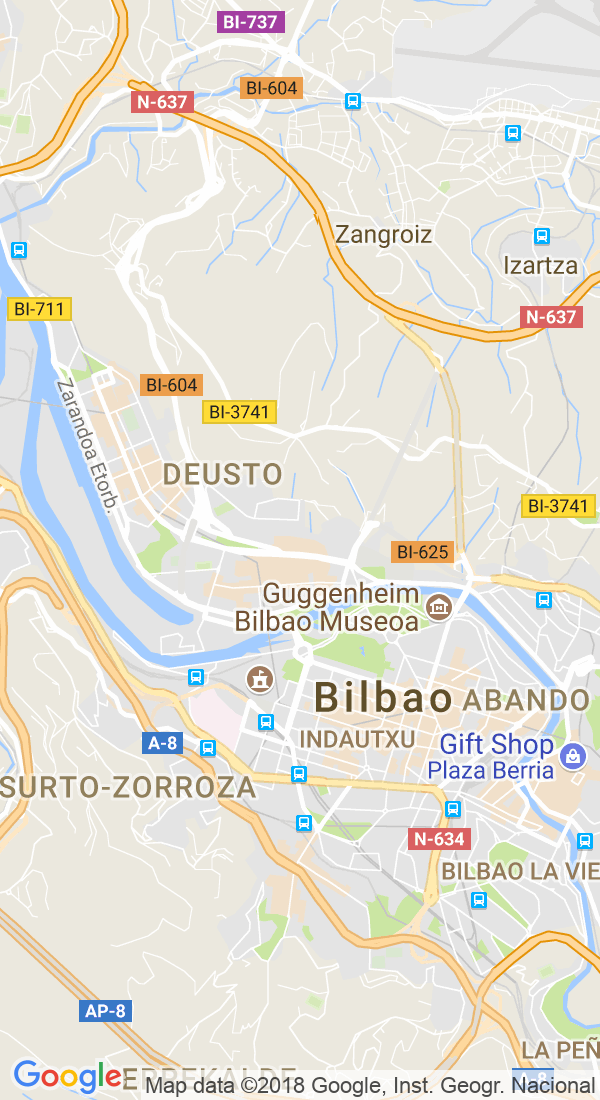 BI-737
BI-604
N-637
Zangroiz
Izartza
BI-711
N-637
BI-604
BI-3741
Zarandoa Etorb.
DEUSTO
BI-3741
BI-625
Guggenheim
Bilbao Museoa
Bilbao
ABANDO
INDAUTXU
A-8
Gift Shop
Plaza Berria
SURTO-ZORROZA
N-634
BILBAO LA VIE
AP-8
LA PEÑ
Google
Map data ©2018 Google, Inst. Geogr. Nacional